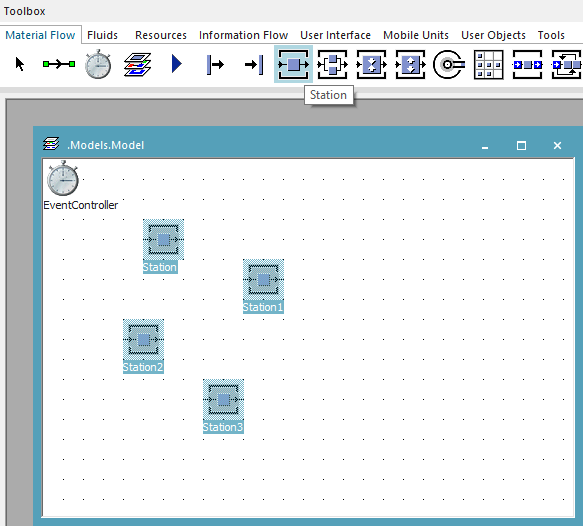 Toolbox
Material Flow Fluids Resources Information Flow User Interface Mobile Units User Objects Tools
Station
.Models.Model
EventController
Station
Station1
Station2
Station3